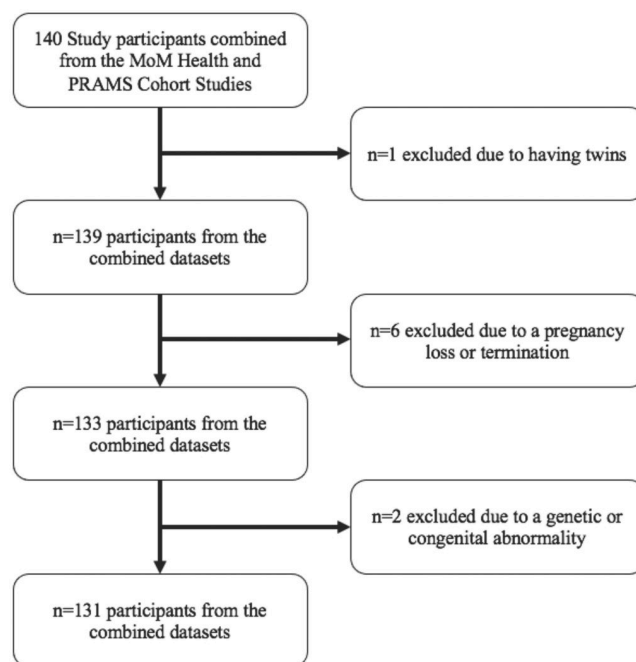 140 Study participants combined
from the MoM Health and
PRAMS Cohort Studies
n=1 excluded due to having twins
n=139 participants from the
combined datasets
n=6 excluded due to a pregnancy
loss or termination
n=133 participants from the
combined datasets
n=2 excluded due to a genetic or
congenital abnormality
n=131 participants from the
combined datasets